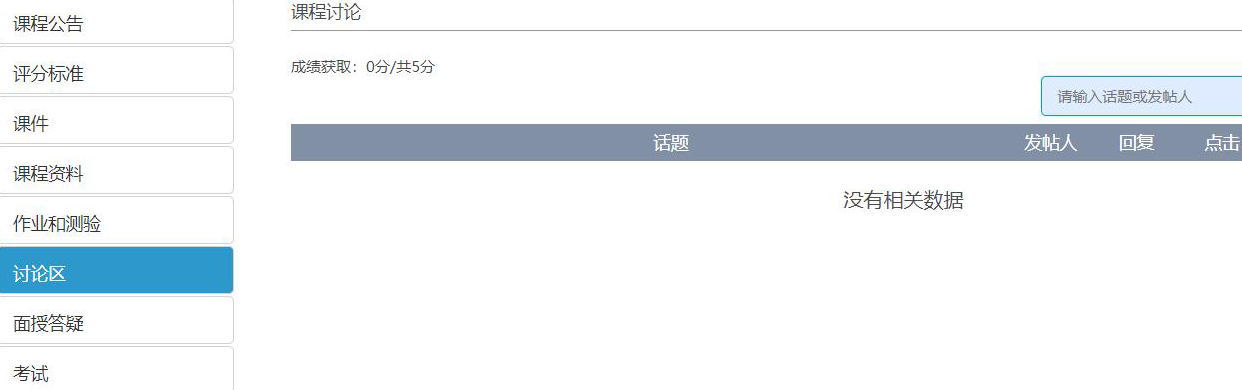 课程公告
评分标准
课件
课程资料
作业和测验
讨论区
面授答疑
考试
课程讨论
成绩获取：0分/共5分
请输入话题或发帖人
话题 发帖人 回复 点击
没有相关数据